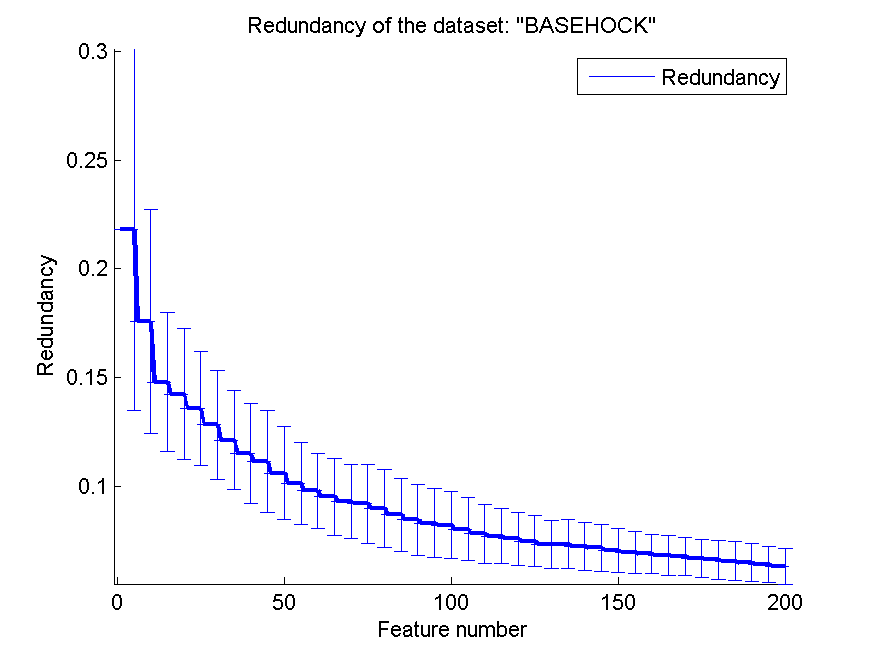 Redundancy of the dataset: "BASEHOCK"
Redundancy
0.3
0.25
0.2
0.15
0.1
Redundancy
0
50
100
150
200
Feature number